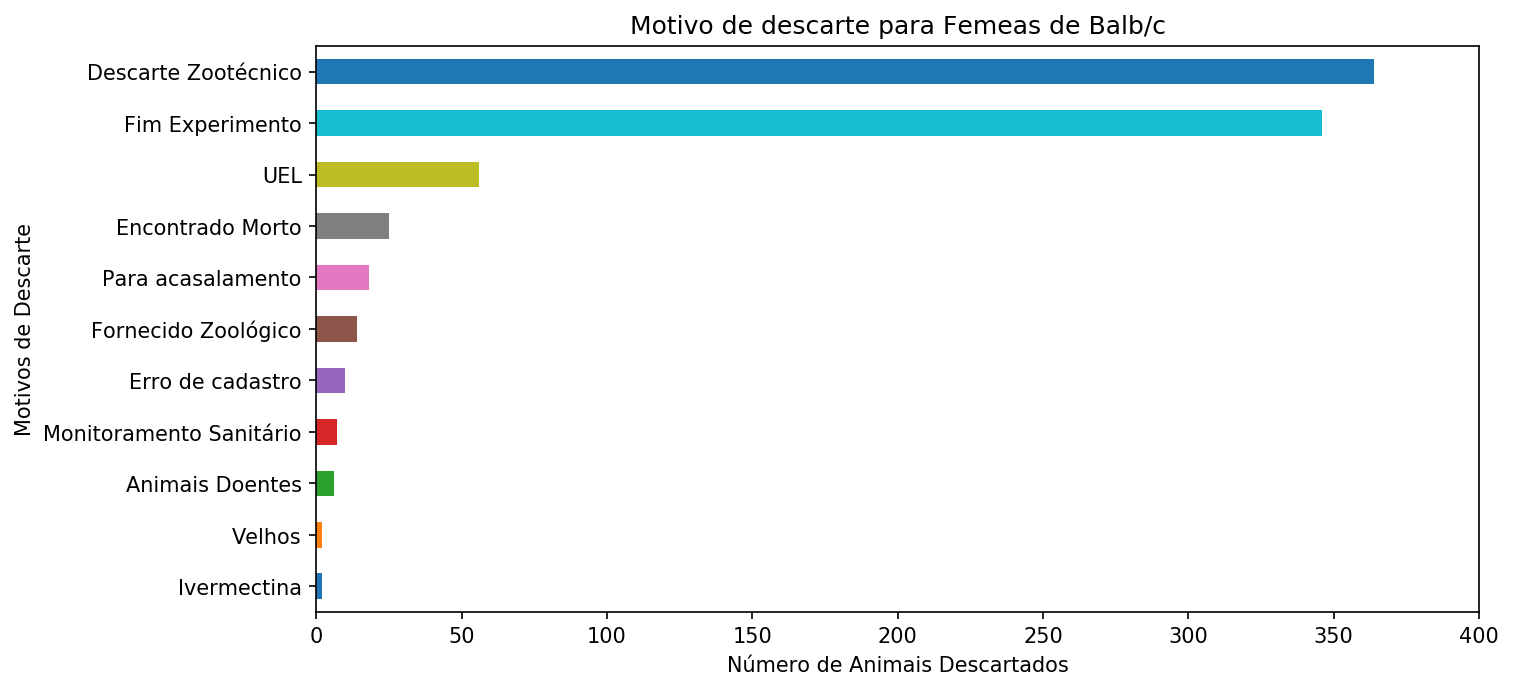 Motivo de descarte para Femeas de Balb/c
Motivos de Descarte
Descarte Zootécnico
Fim Experimento
UEL
Encontrado Morto
Para acasalamento
Fornecido Zoológico
Erro de cadastro
Monitoramento Sanitário
Animais Doentes
Velhos
Ivermectina
0 50 100 150 200 250 300 350 400
Número de Animais Descartados